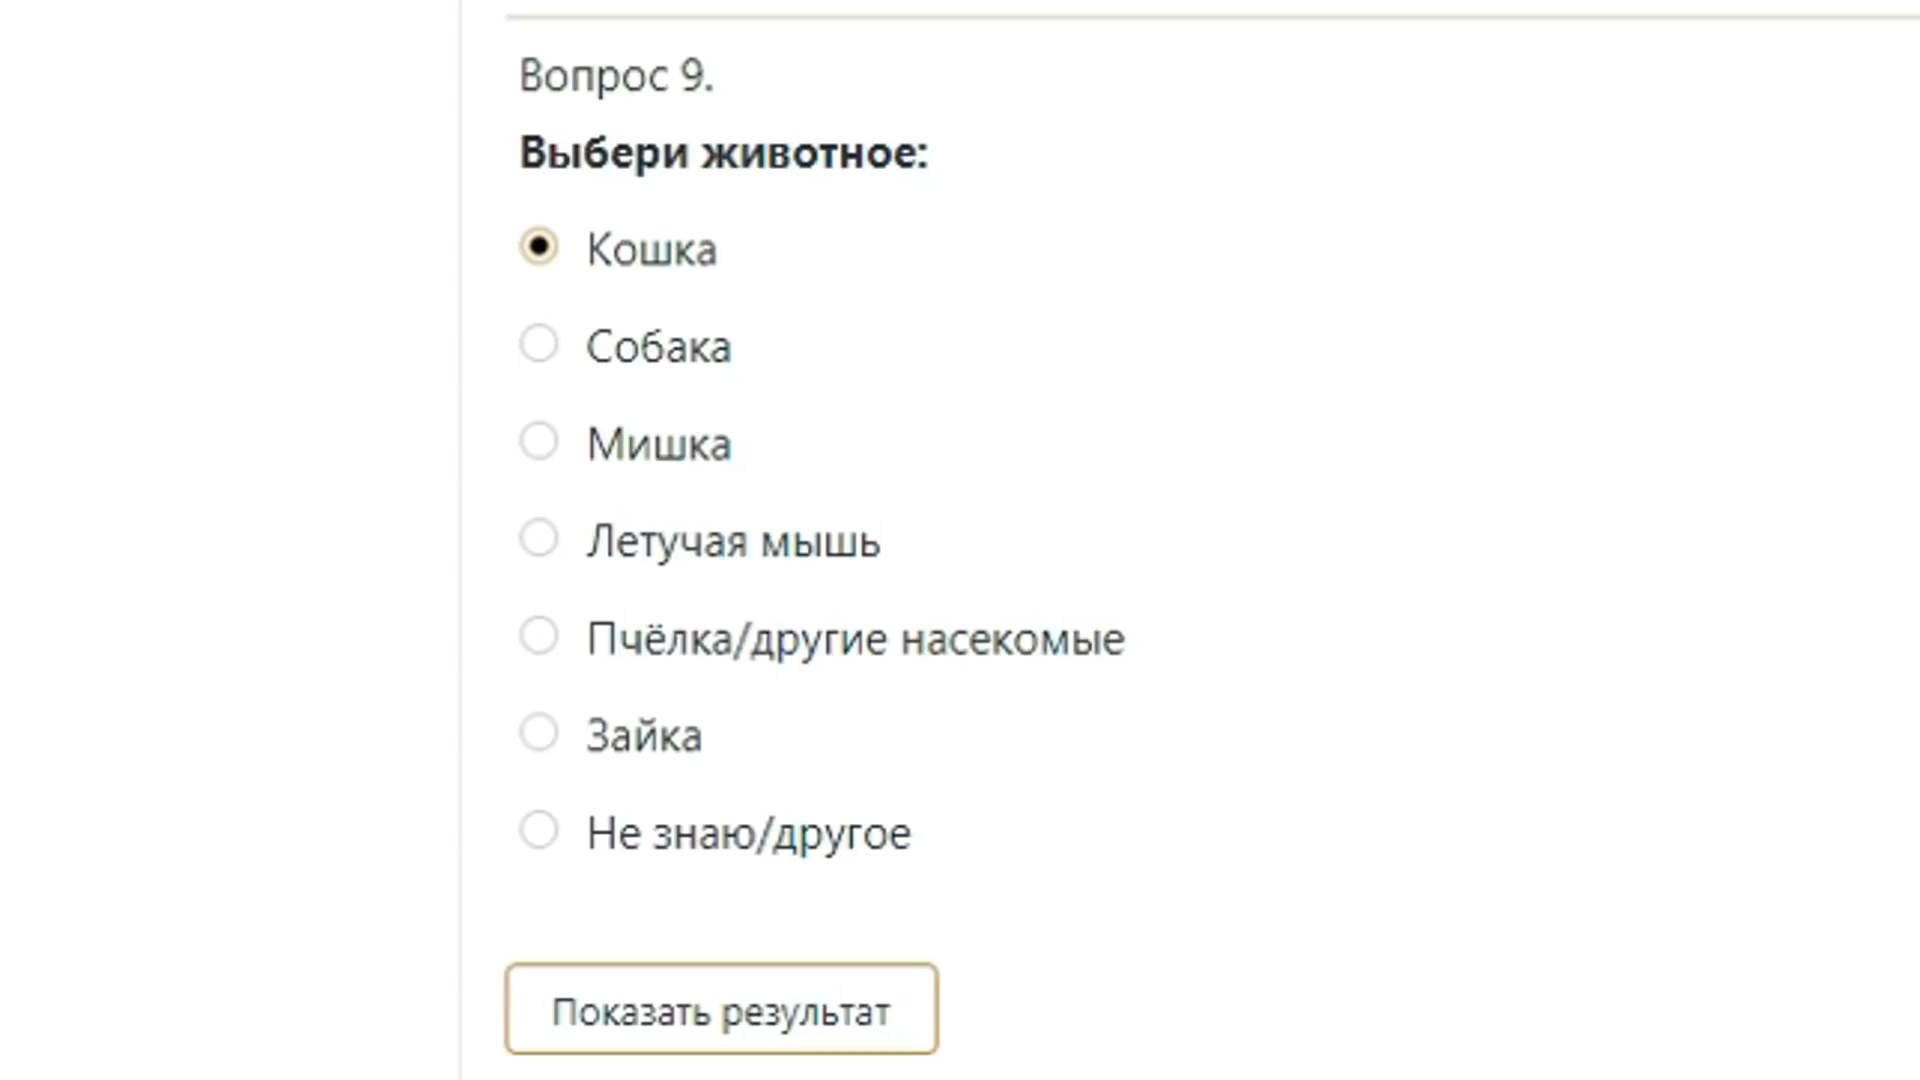 Вопрос 9.
Выбери животное:
Кошка
Собака
Мишка
Летучая мышь
Пчёлка/другие насекомые
Зайка
Не знаю/другое
Показать результат